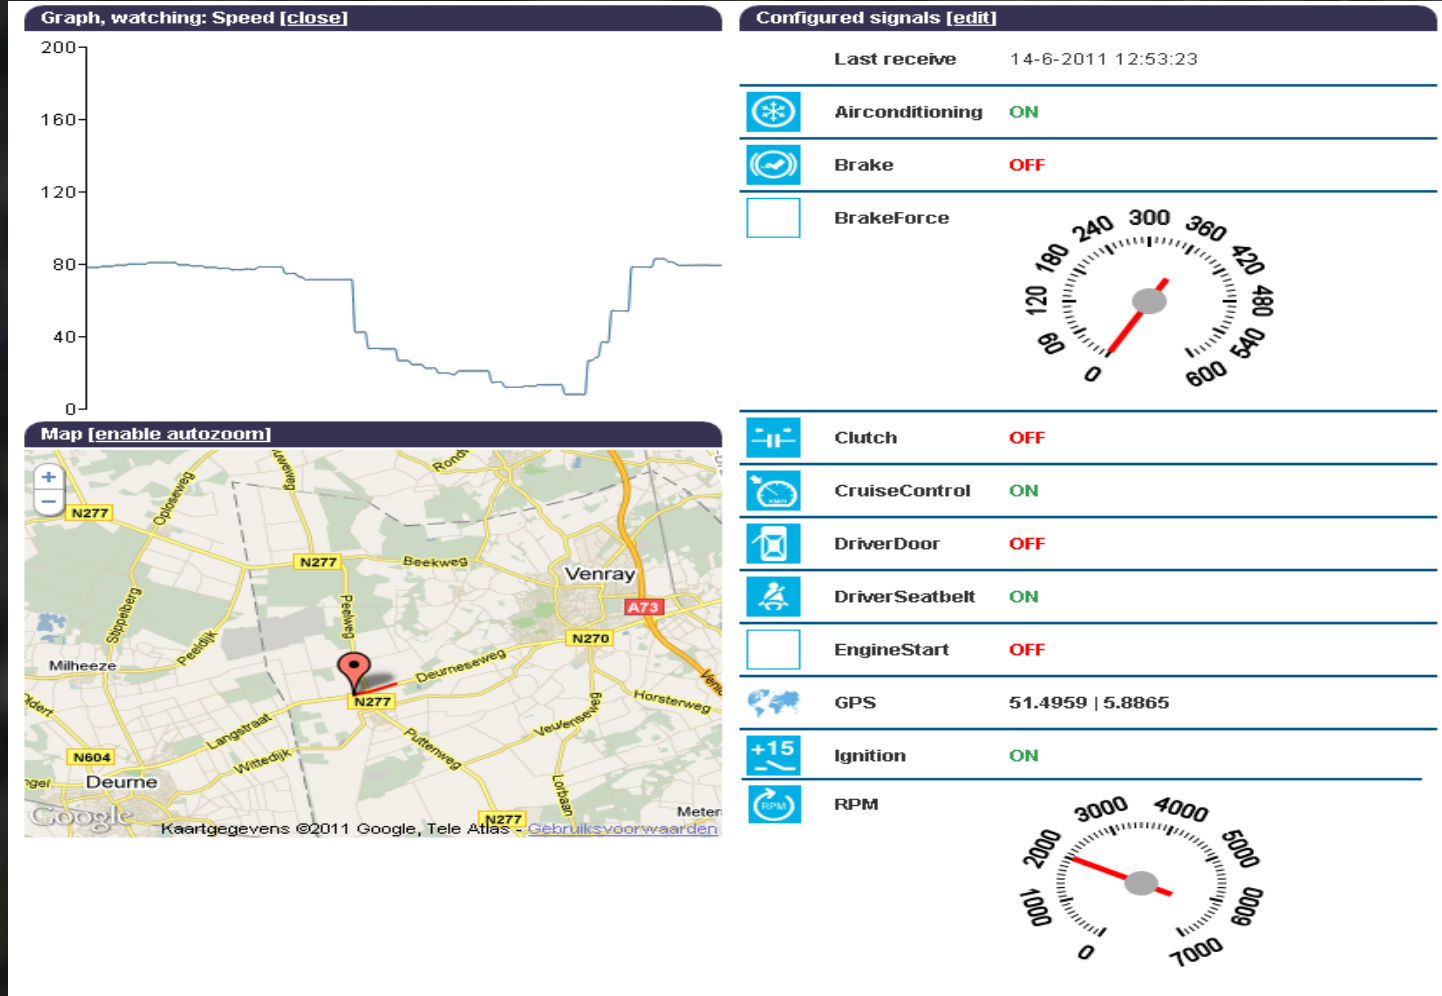 Graph, watching: Speed [close]
200
160
120
80
40
0
Map [enable autozoom]
+
−
N277
Oploseweg
Rondv
N277
Beekweg
Venray
A73
Stippelberg
Peelweg
Peeldijk
N270
Milheeze
Deurneseweg
N277
Horsterweg
Langstraat
Veulenseweg
Puttenweg
Wittedijk
N604
Deurne
Lorbaan
Meter
N277
Google
Kaartgegevens ©2011 Google, Tele Atlas - Gebruiksvoorwaarden
Configured signals [edit]
Last receive 14-6-2011 12:53:23
Airconditioning ON
Brake OFF
BrakeForce
0 60 120 180 240 300 360 420 480 540 600
Clutch OFF
CruiseControl ON
DriverDoor OFF
DriverSeatbelt ON
EngineStart OFF
GPS 51.4959 | 5.8865
+15 Ignition ON
RPM RPM
0 1000 2000 3000 4000 5000 6000 7000